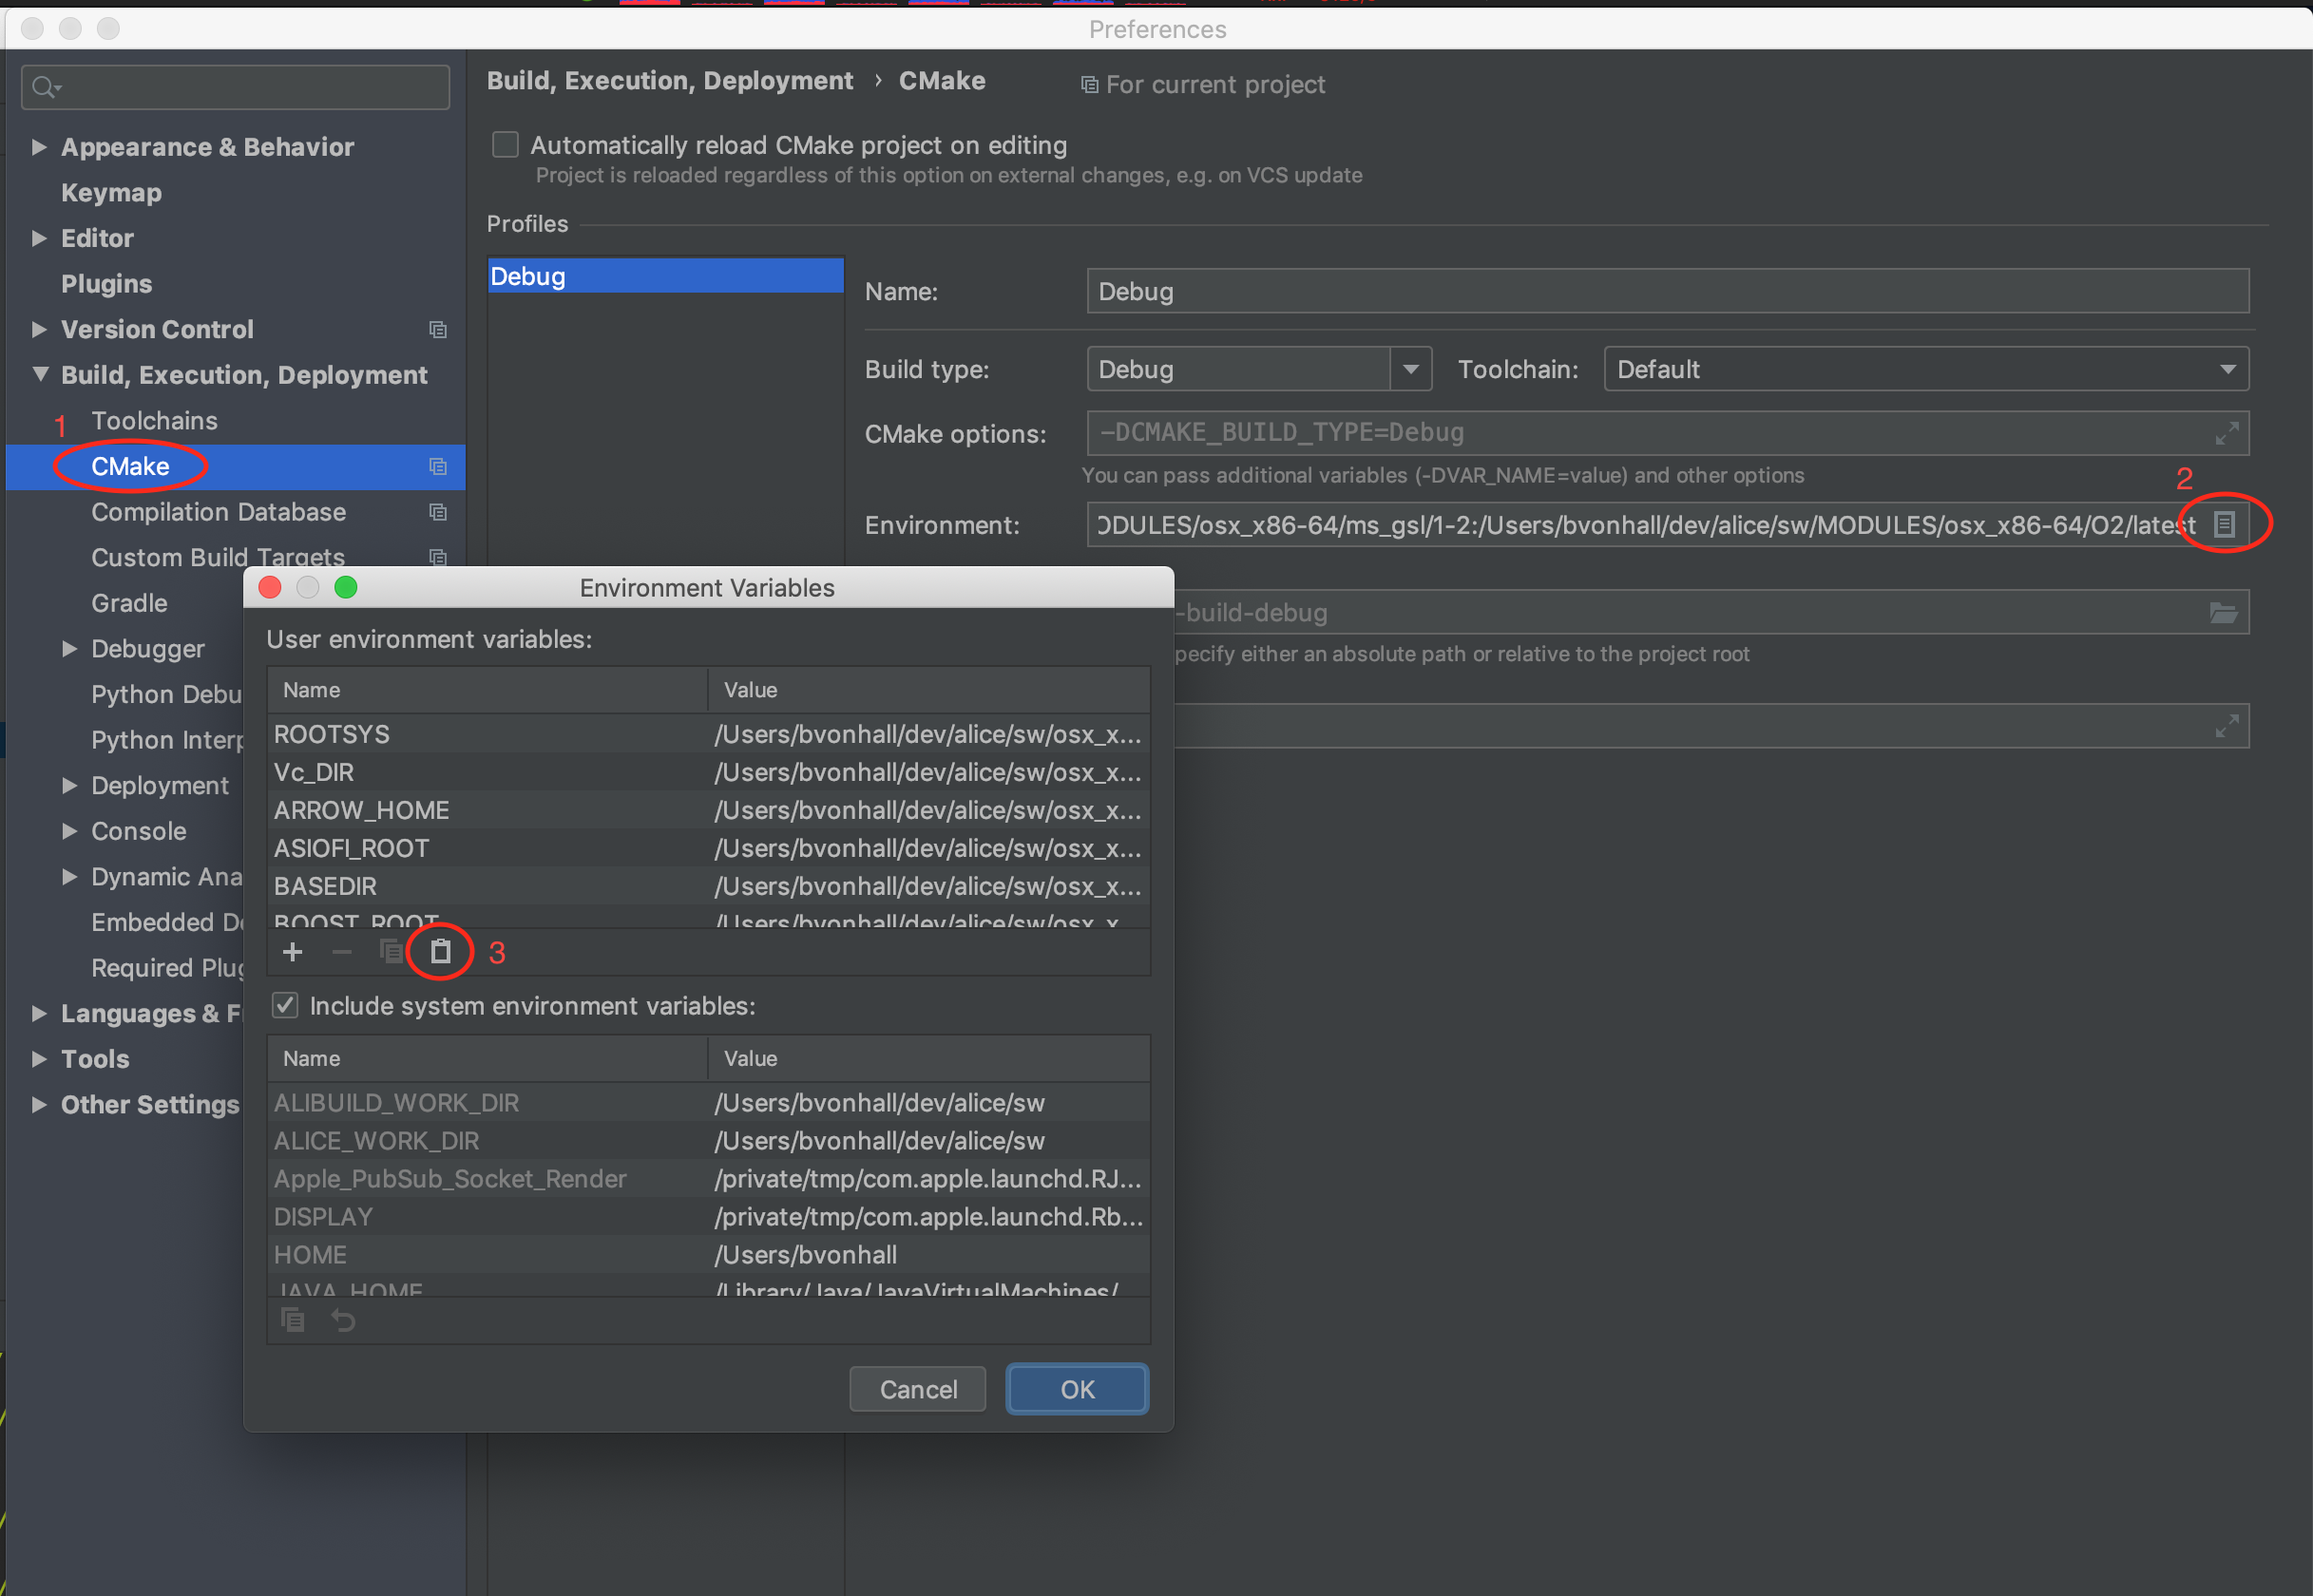 Preferences
Build, Execution, Deployment › CMake
For current project
Appearance & Behavior
Keymap
Editor
Plugins
Version Control
Build, Execution, Deployment
1
Toolchains
CMake
Compilation Database
Custom Build Targets
Gradle
Debugger
Python Debu
Python Interp
Deployment
Console
Dynamic Ana
Embedded De
Required Plug
Languages & Fr
Tools
Other Settings
Automatically reload CMake project on editing
Project is reloaded regardless of this option on external changes, e.g. on VCS update
Profiles
Debug
Name: Debug
Build type: Debug Toolchain: Default
CMake options: -DCMAKE_BUILD_TYPE=Debug
You can pass additional variables (-DVAR_NAME=value) and other options
2
Environment: ODULES/osx_x86-64/ms_gsl/1-2:/Users/bvonhall/dev/alice/sw/MODULES/osx_x86-64/O2/latest
-build-debug
pecify either an absolute path or relative to the project root
Environment Variables
User environment variables:
Name Value
ROOTSYS /Users/bvonhall/dev/alice/sw/osx_x...
Vc_DIR /Users/bvonhall/dev/alice/sw/osx_x...
ARROW_HOME /Users/bvonhall/dev/alice/sw/osx_x...
ASIOFI_ROOT /Users/bvonhall/dev/alice/sw/osx_x...
BASEDIR /Users/bvonhall/dev/alice/sw/osx_x...
BOOST_ROOT /Users/bvonhall/dev/alice/sw/osx_x
3
Include system environment variables:
Name Value
ALIBUILD_WORK_DIR /Users/bvonhall/dev/alice/sw
ALICE_WORK_DIR /Users/bvonhall/dev/alice/sw
Apple_PubSub_Socket_Render /private/tmp/com.apple.launchd.RJ...
DISPLAY /private/tmp/com.apple.launchd.Rb...
HOME /Users/bvonhall
JAVA_HOME /Library/Java/JavaVirtualMachines/
Cancel OK